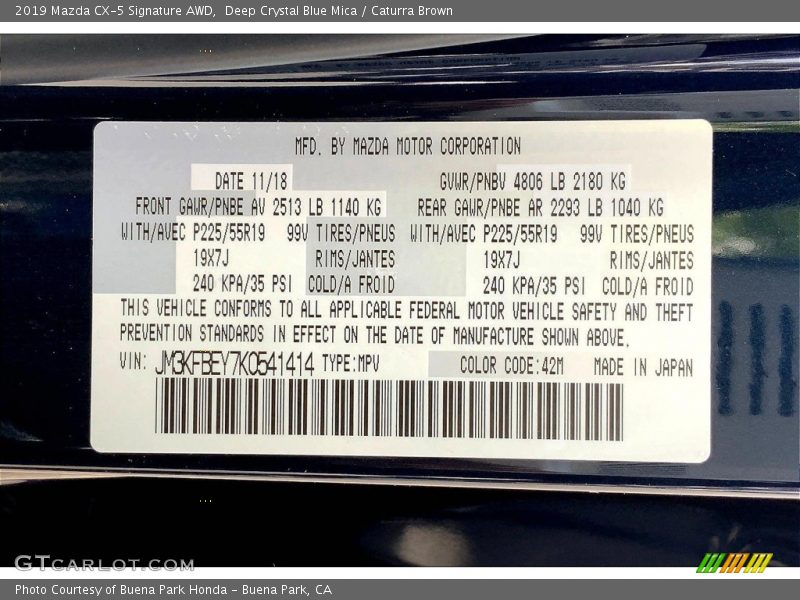 2019 Mazda CX-5 Signature AWD, Deep Crystal Blue Mica / Caturra Brown
MFD. BY MAZDA MOTOR CORPORATION
DATE 11/18 GVWR/PNBV 4806 LB 2180 KG
FRONT GAWR/PNBE AV 2513 LB 1140 KG REAR GAWR/PNBE AR 2293 LB 1040 KG
WITH/AVEC P225/55R19 99V TIRES/PNEUS WITH/AVEC P225/55R19 99V TIRES/PNEUS
19X7J RIMS/JANTES 19X7J RIMS/JANTES
240 KPA/35 PSI COLD/A FROID 240 KPA/35 PSI COLD/A FROID
THIS VEHICLE CONFORMS TO ALL APPLICABLE FEDERAL MOTOR VEHICLE SAFETY AND THEFT
PREVENTION STANDARDS IN EFFECT ON THE DATE OF MANUFACTURE SHOWN ABOVE.
VIN: JM3KFBEY7K0541414 TYPE:MPV COLOR CODE:42M MADE IN JAPAN
GTCARLOT.COM
Photo Courtesy of Buena Park Honda - Buena Park, CA